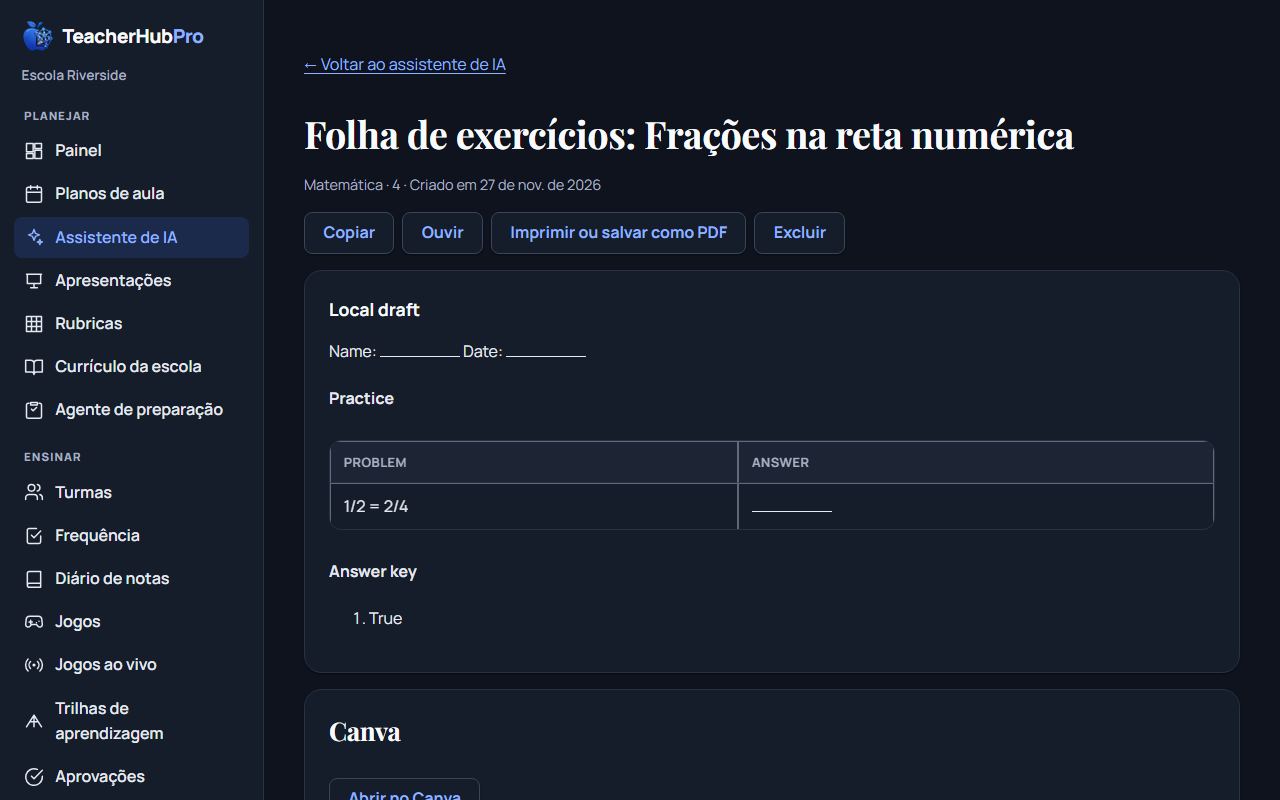 TeacherHubPro
Escola Riverside
PLANEJAR
Painel
Planos de aula
Assistente de IA
Apresentações
Rubricas
Currículo da escola
Agente de preparação
ENSINAR
Turmas
Frequência
Diário de notas
Jogos
Jogos ao vivo
Trilhas de
aprendizagem
Aprovações
← Voltar ao assistente de IA
Folha de exercícios: Frações na reta numérica
Matemática · 4 · Criado em 27 de nov. de 2026
Copiar
Ouvir
Imprimir ou salvar como PDF
Excluir
Local draft
Name: __________ Date: __________
Practice
PROBLEM ANSWER
1/2 = 2/4 __________
Answer key
1. True
Canva
Abrir no Canva